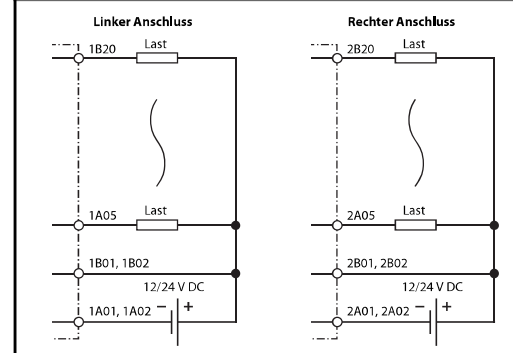 Linker Anschluss
1B20
Last
1A05
Last
1B01, 1B02
12/24 V DC
1A01, 1A02
− +
Rechter Anschluss
2B20
Last
2A05
Last
2B01, 2B02
12/24 V DC
2A01, 2A02
− +